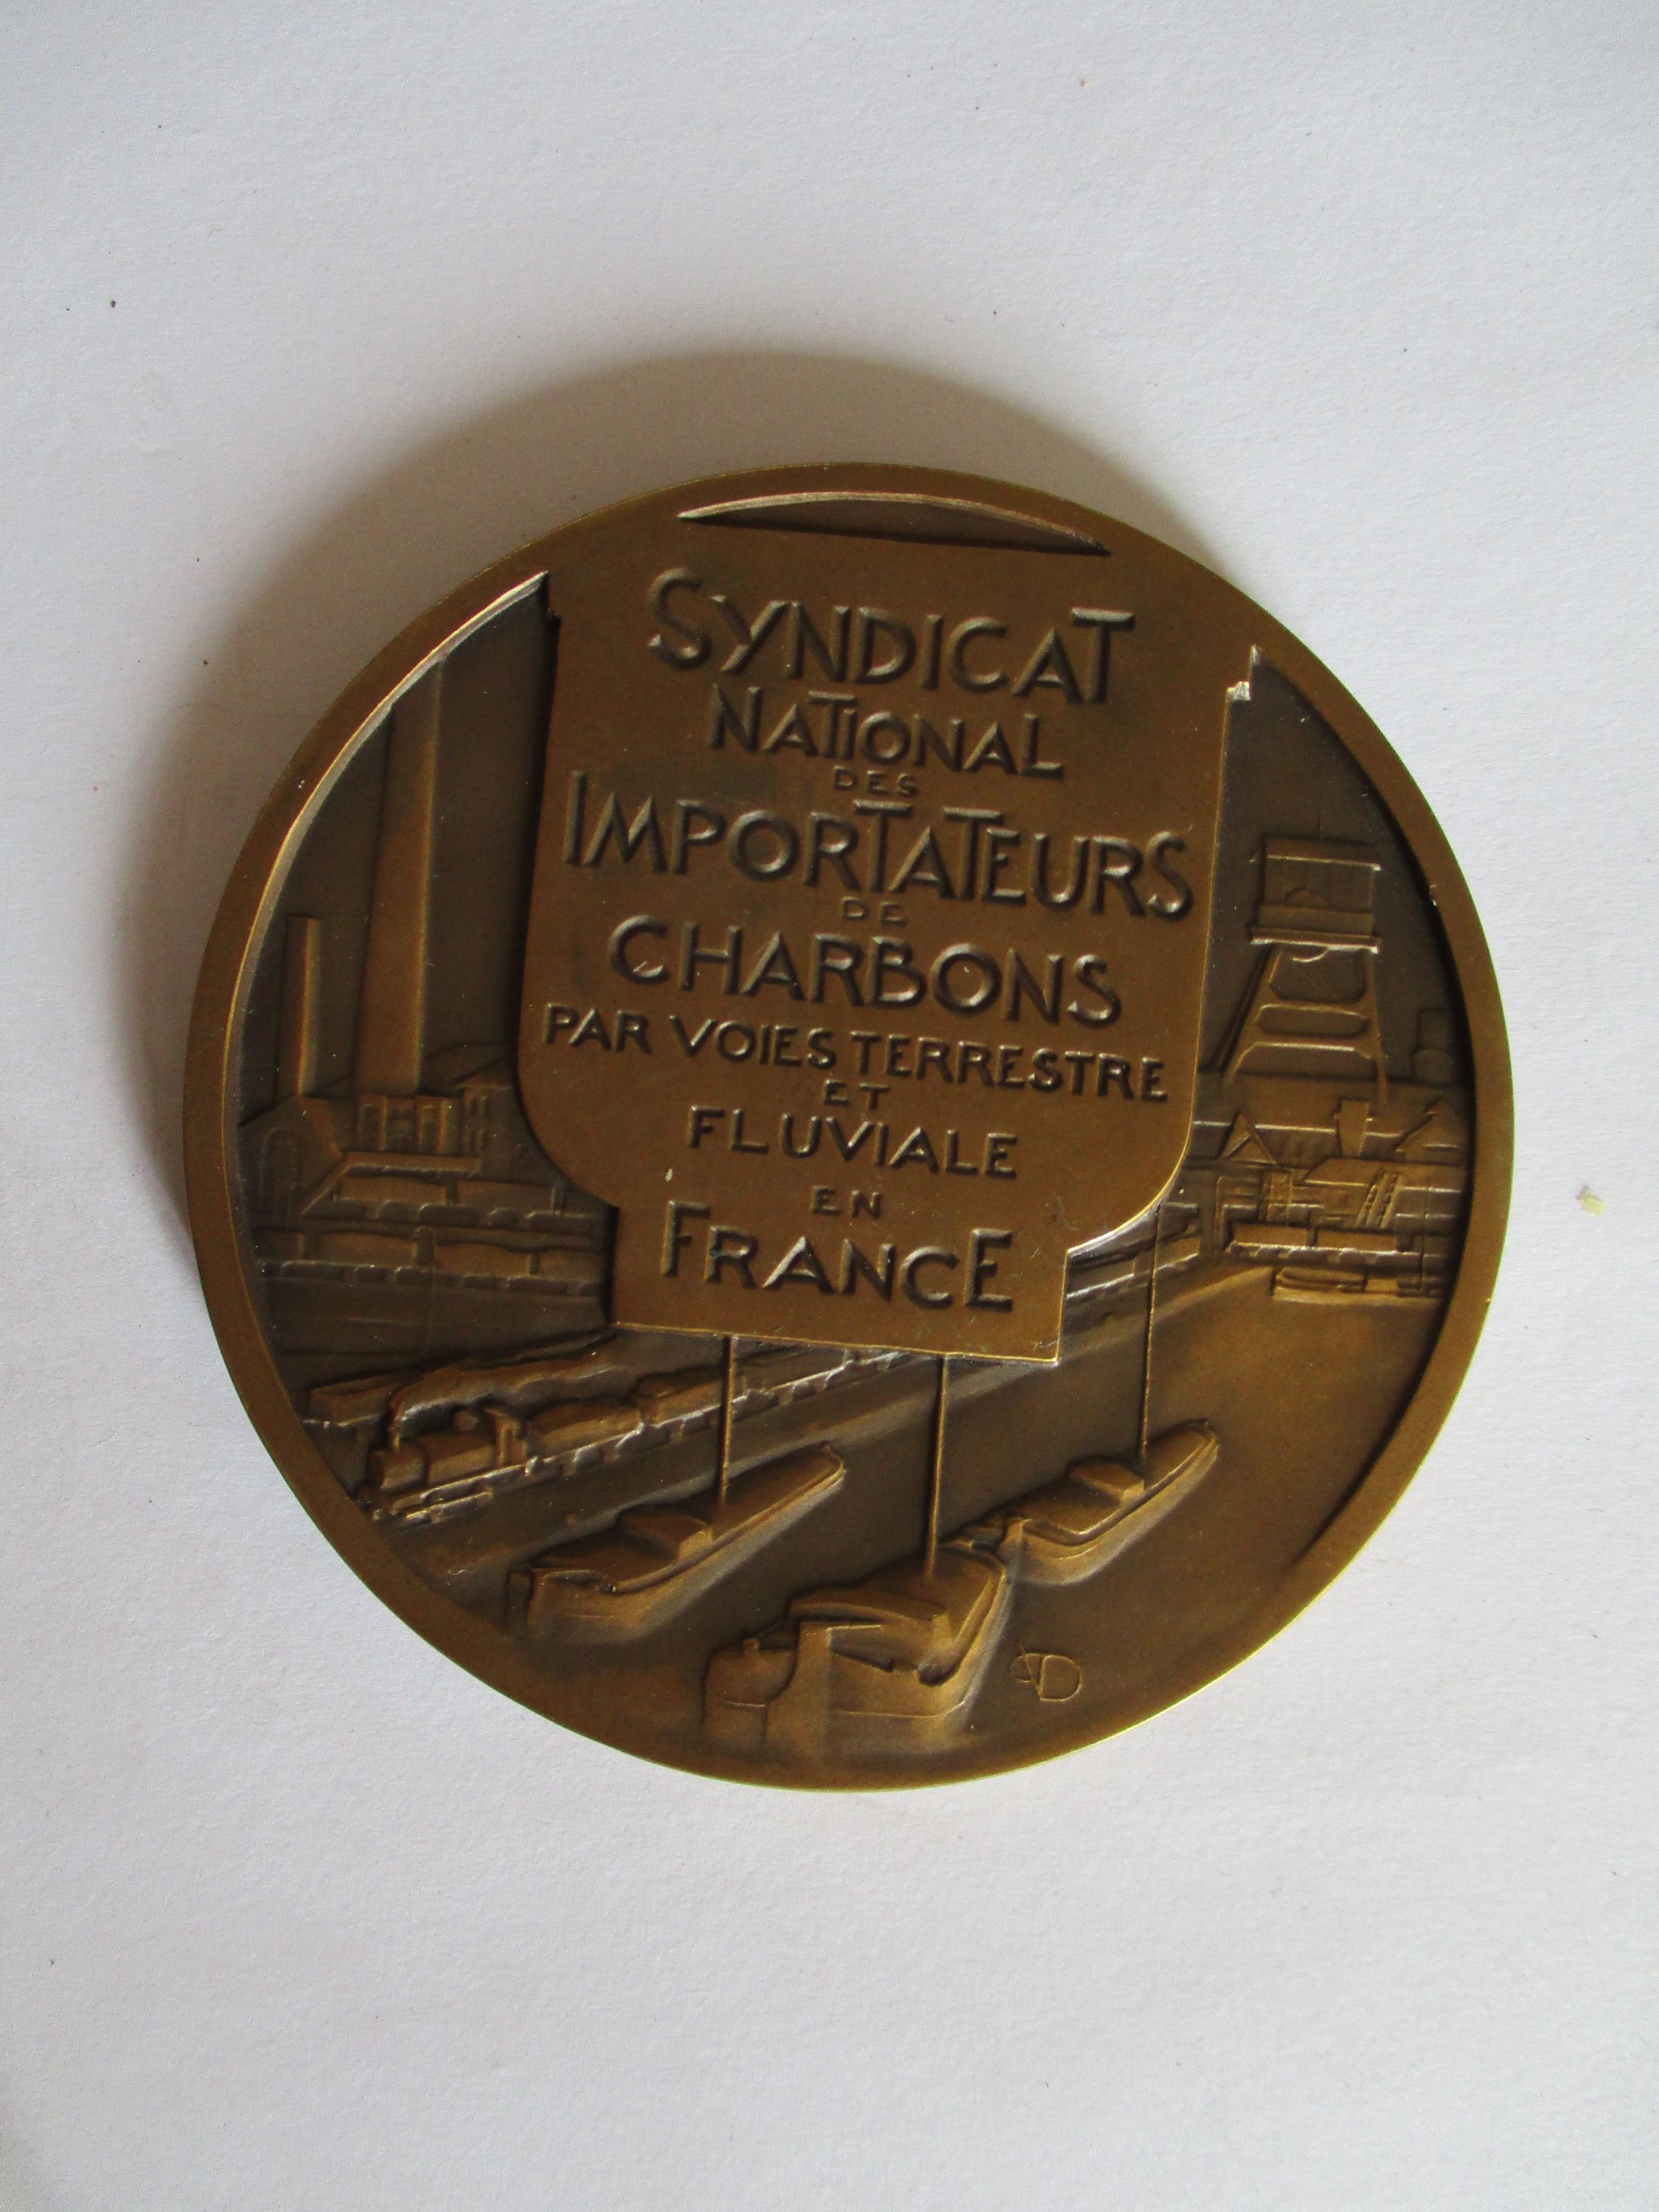 SYNDICAT
NATIONAL
DES
IMPORTATEURS
DE
CHARBONS
PAR VOIES TERRESTRE
ET
FLUVIALE
EN
FRANCE